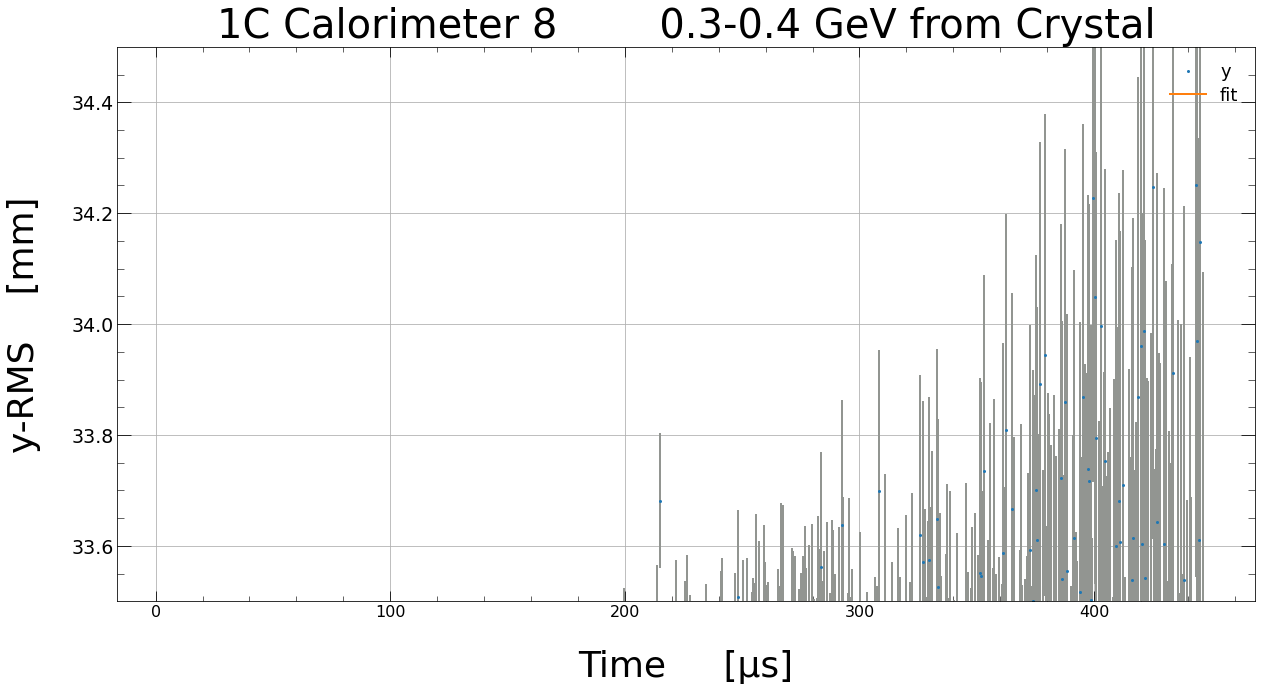 1C Calorimeter 8 0.3-0.4 GeV from Crystal
y
fit
34.4
34.2
34.0
33.8
33.6
y-RMS [mm]
0 100 200 300 400
Time [μs]